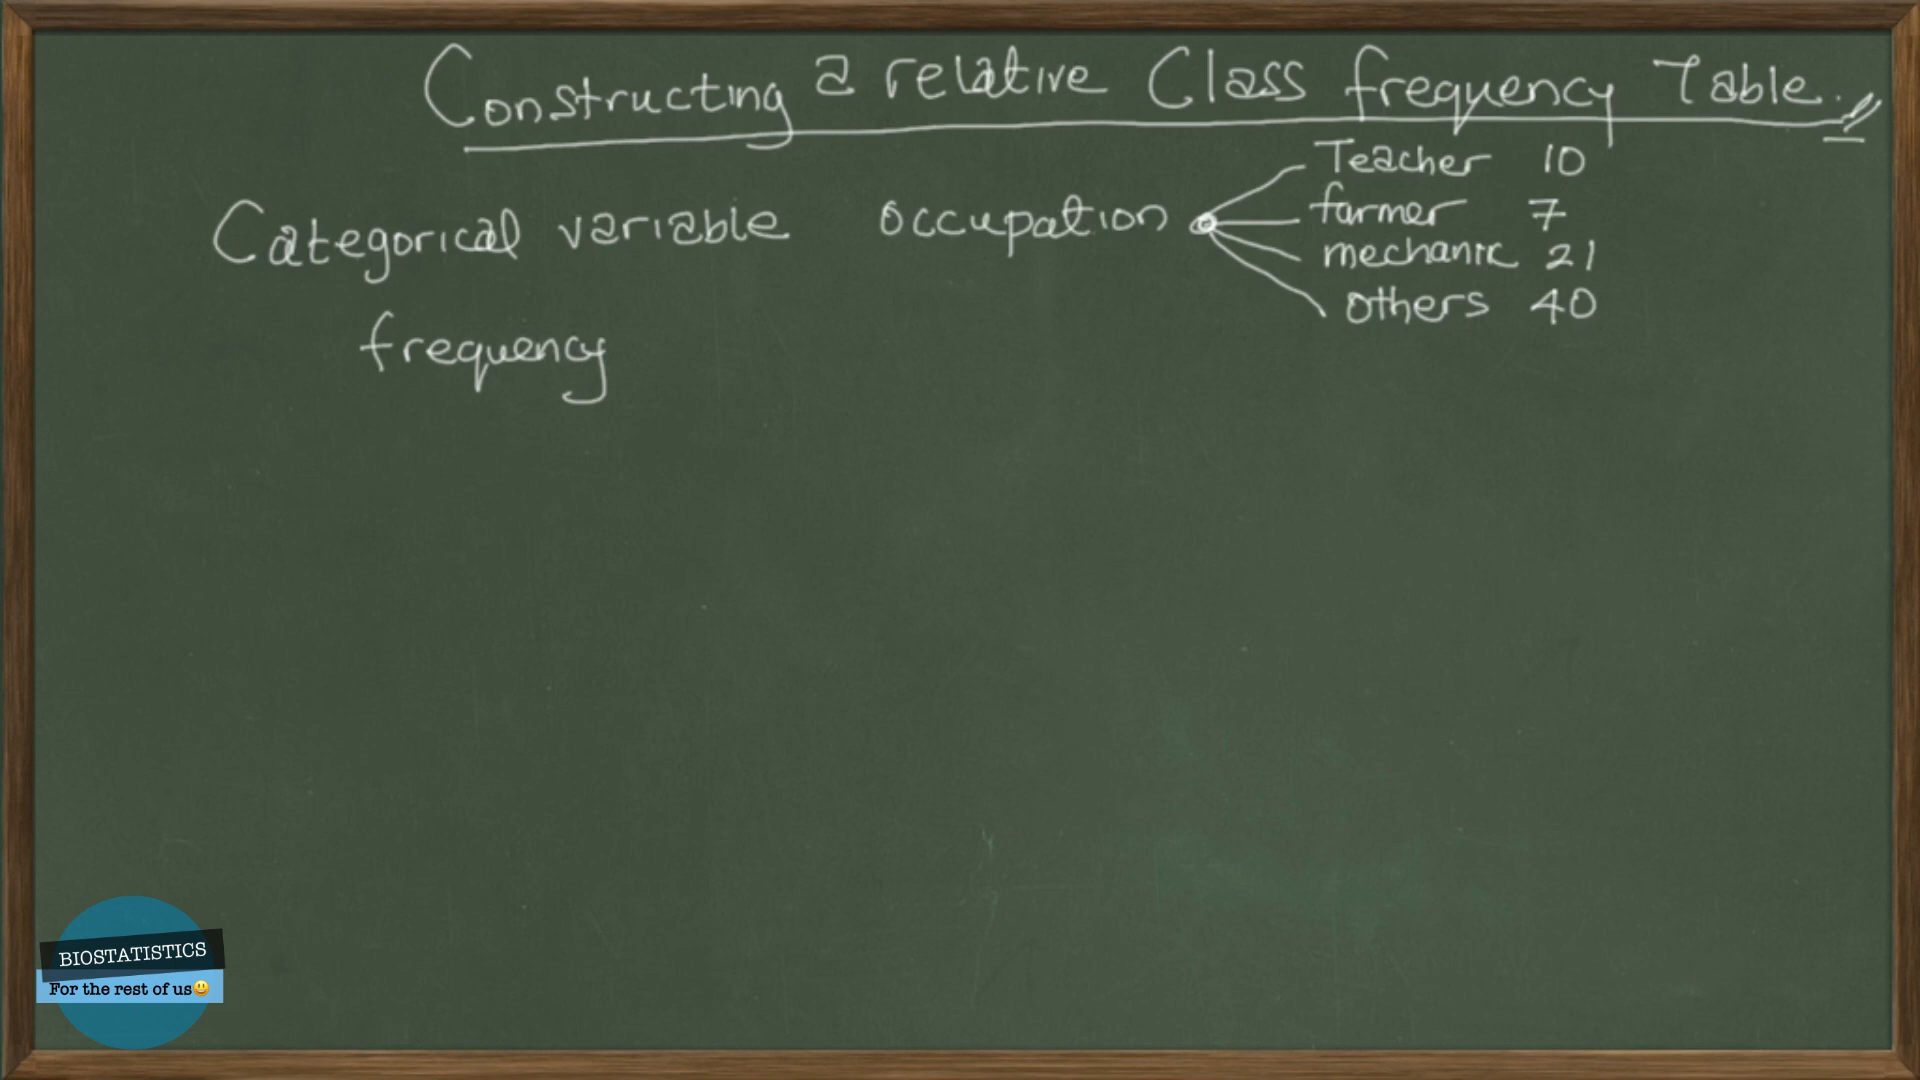 Constructing a relative Class frequency Table.
Categorical variable occupation
Teacher 10
farmer 7
mechanic 21
others 40
frequency
BIOSTATISTICS
For the rest of us😃